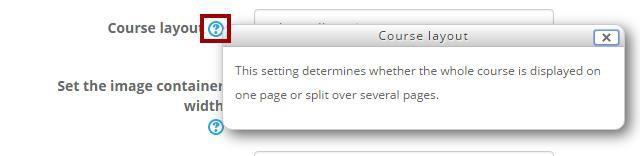 Course layout
Course layout
This setting determines whether the whole course is displayed on
one page or split over several pages.
Set the image container
width